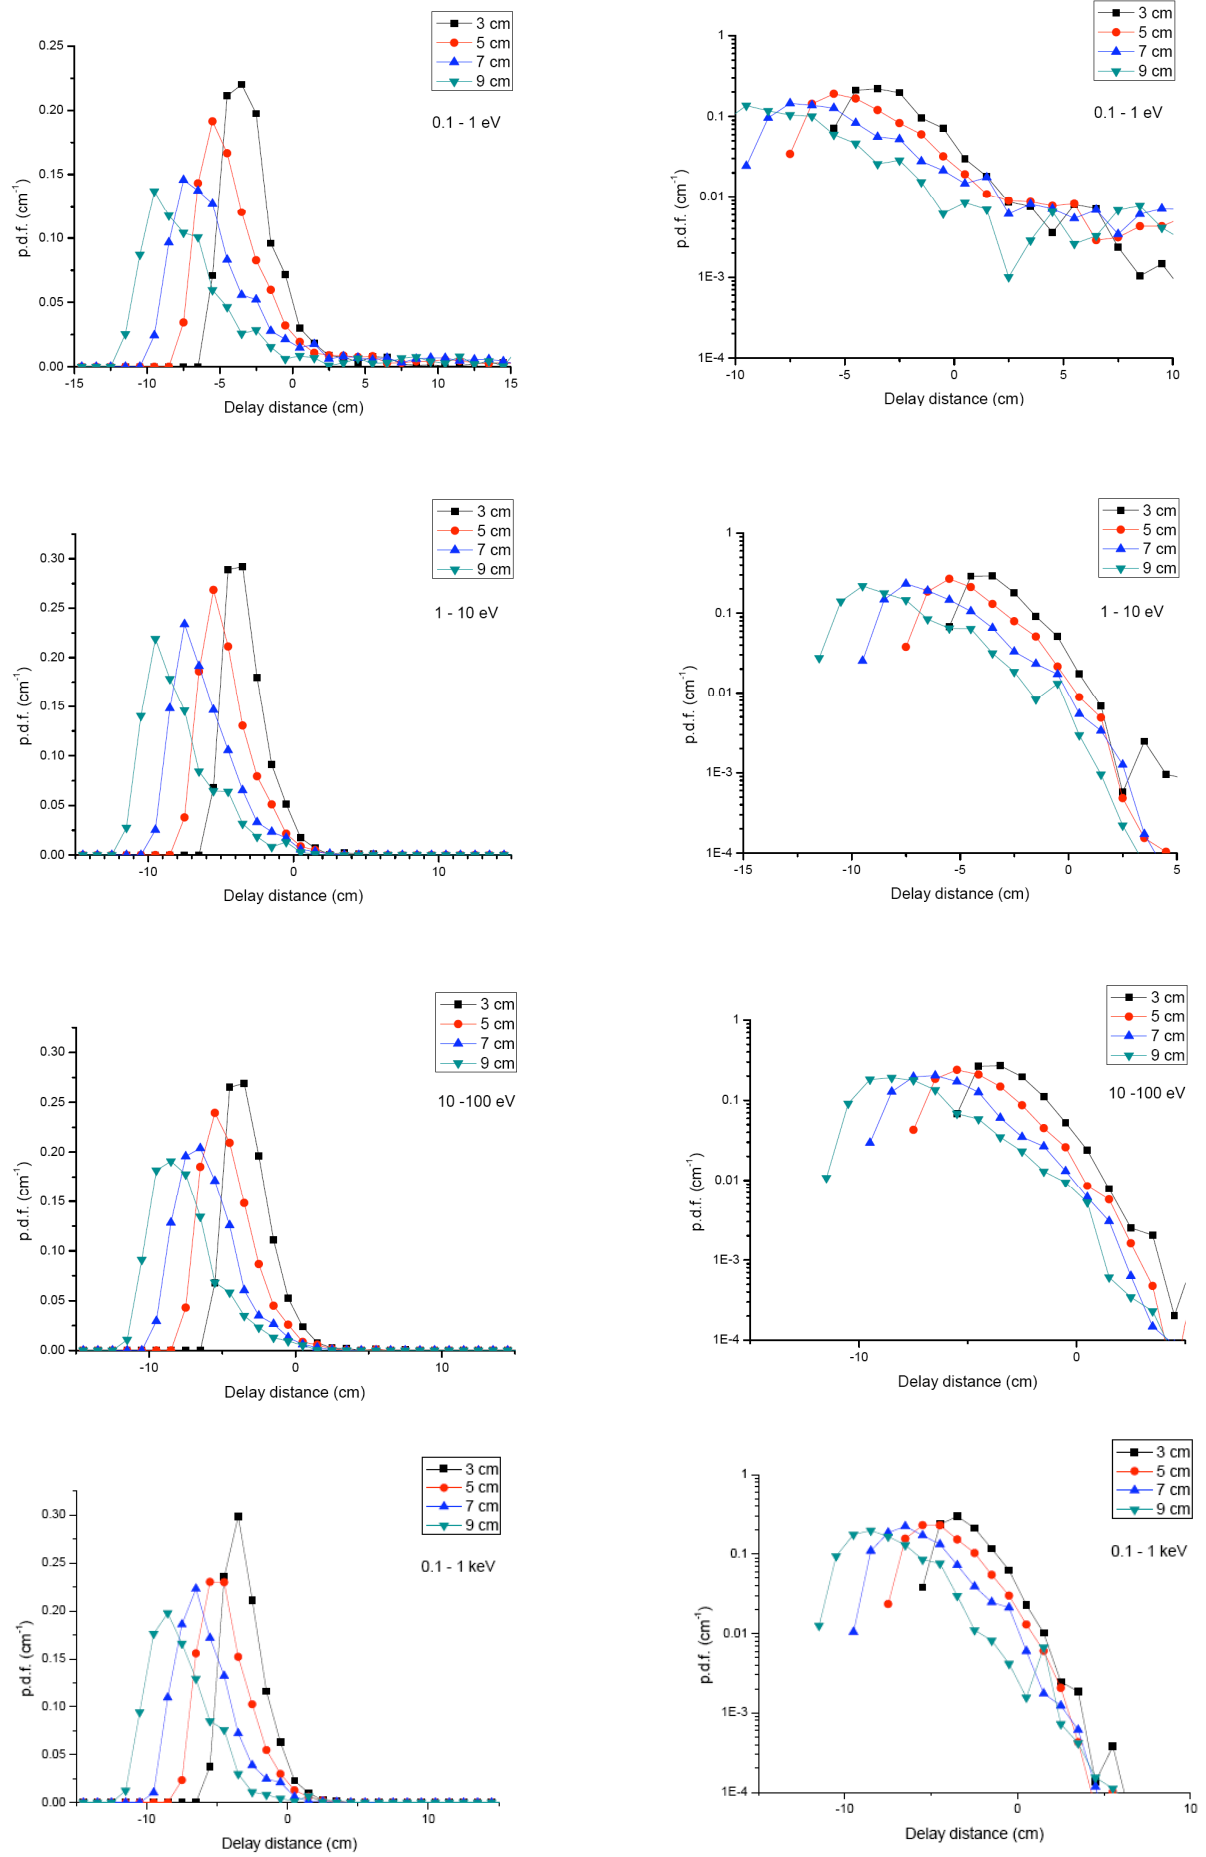 3 cm
5 cm
7 cm
9 cm
0.1 - 1 eV
0.25
0.20
0.15
0.10
0.05
0.00
p.d.f. (cm⁻¹)
-15 -10 -5 0 5 10 15
Delay distance (cm)
3 cm
5 cm
7 cm
9 cm
0.1 - 1 eV
1
0.1
0.01
1E-3
1E-4
p.d.f. (cm⁻¹)
-10 -5 0 5 10
Delay distance (cm)
3 cm
5 cm
7 cm
9 cm
1 - 10 eV
0.30
0.25
0.20
0.15
0.10
0.05
0.00
p.d.f. (cm⁻¹)
-10 0 10
Delay distance (cm)
3 cm
5 cm
7 cm
9 cm
1 - 10 eV
1
0.1
0.01
1E-3
1E-4
p.d.f. (cm⁻¹)
-15 -10 -5 0 5
Delay distance (cm)
3 cm
5 cm
7 cm
9 cm
10 -100 eV
0.30
0.25
0.20
0.15
0.10
0.05
0.00
p.d.f. (cm⁻¹)
-10 0 10
Delay distance (cm)
3 cm
5 cm
7 cm
9 cm
10 -100 eV
1
0.1
0.01
1E-3
1E-4
p.d.f. (cm⁻¹)
-10 0
Delay distance (cm)
3 cm
5 cm
7 cm
9 cm
0.1 - 1 keV
0.30
0.25
0.20
0.15
0.10
0.05
0.00
p.d.f. (cm⁻¹)
-10 0 10
Delay distance (cm)
3 cm
5 cm
7 cm
9 cm
0.1 - 1 keV
1
0.1
0.01
1E-3
1E-4
p.d.f. (cm⁻¹)
-10 0 10
Delay distance (cm)